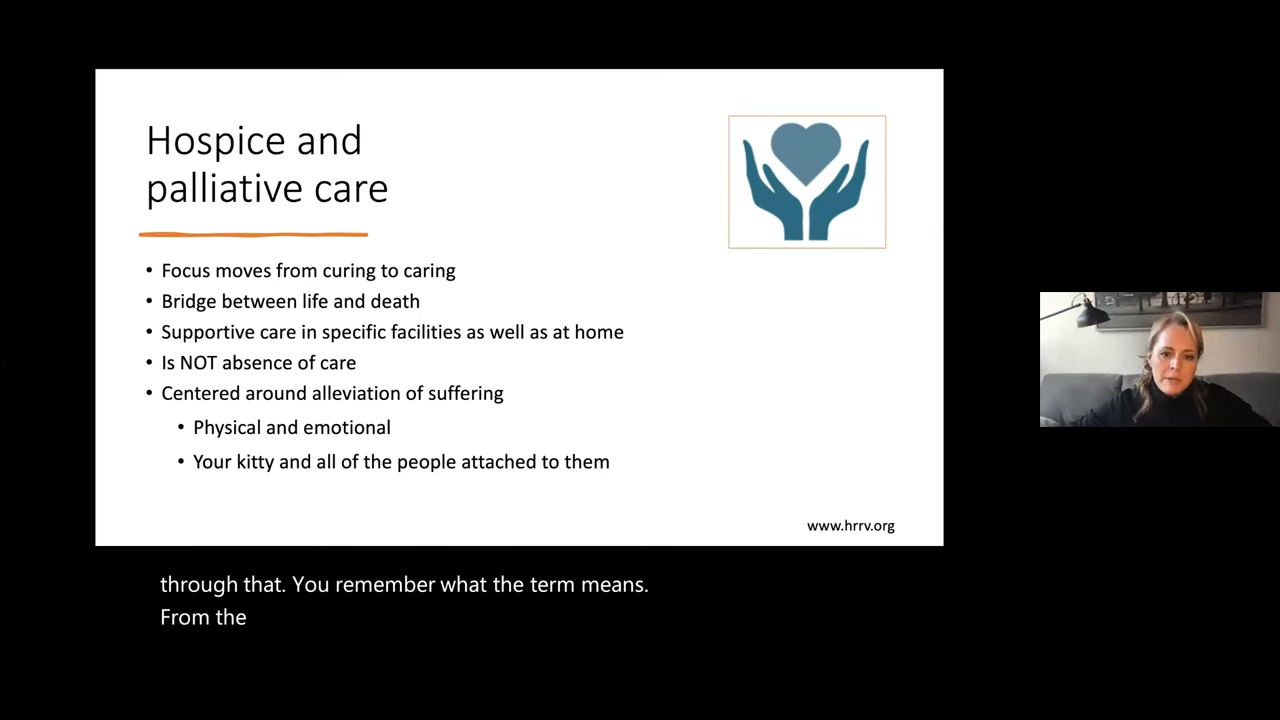 Hospice and
palliative care
• Focus moves from curing to caring
• Bridge between life and death
• Supportive care in specific facilities as well as at home
• Is NOT absence of care
• Centered around alleviation of suffering
• Physical and emotional
• Your kitty and all of the people attached to them
www.hrrv.org
through that. You remember what the term means.
From the